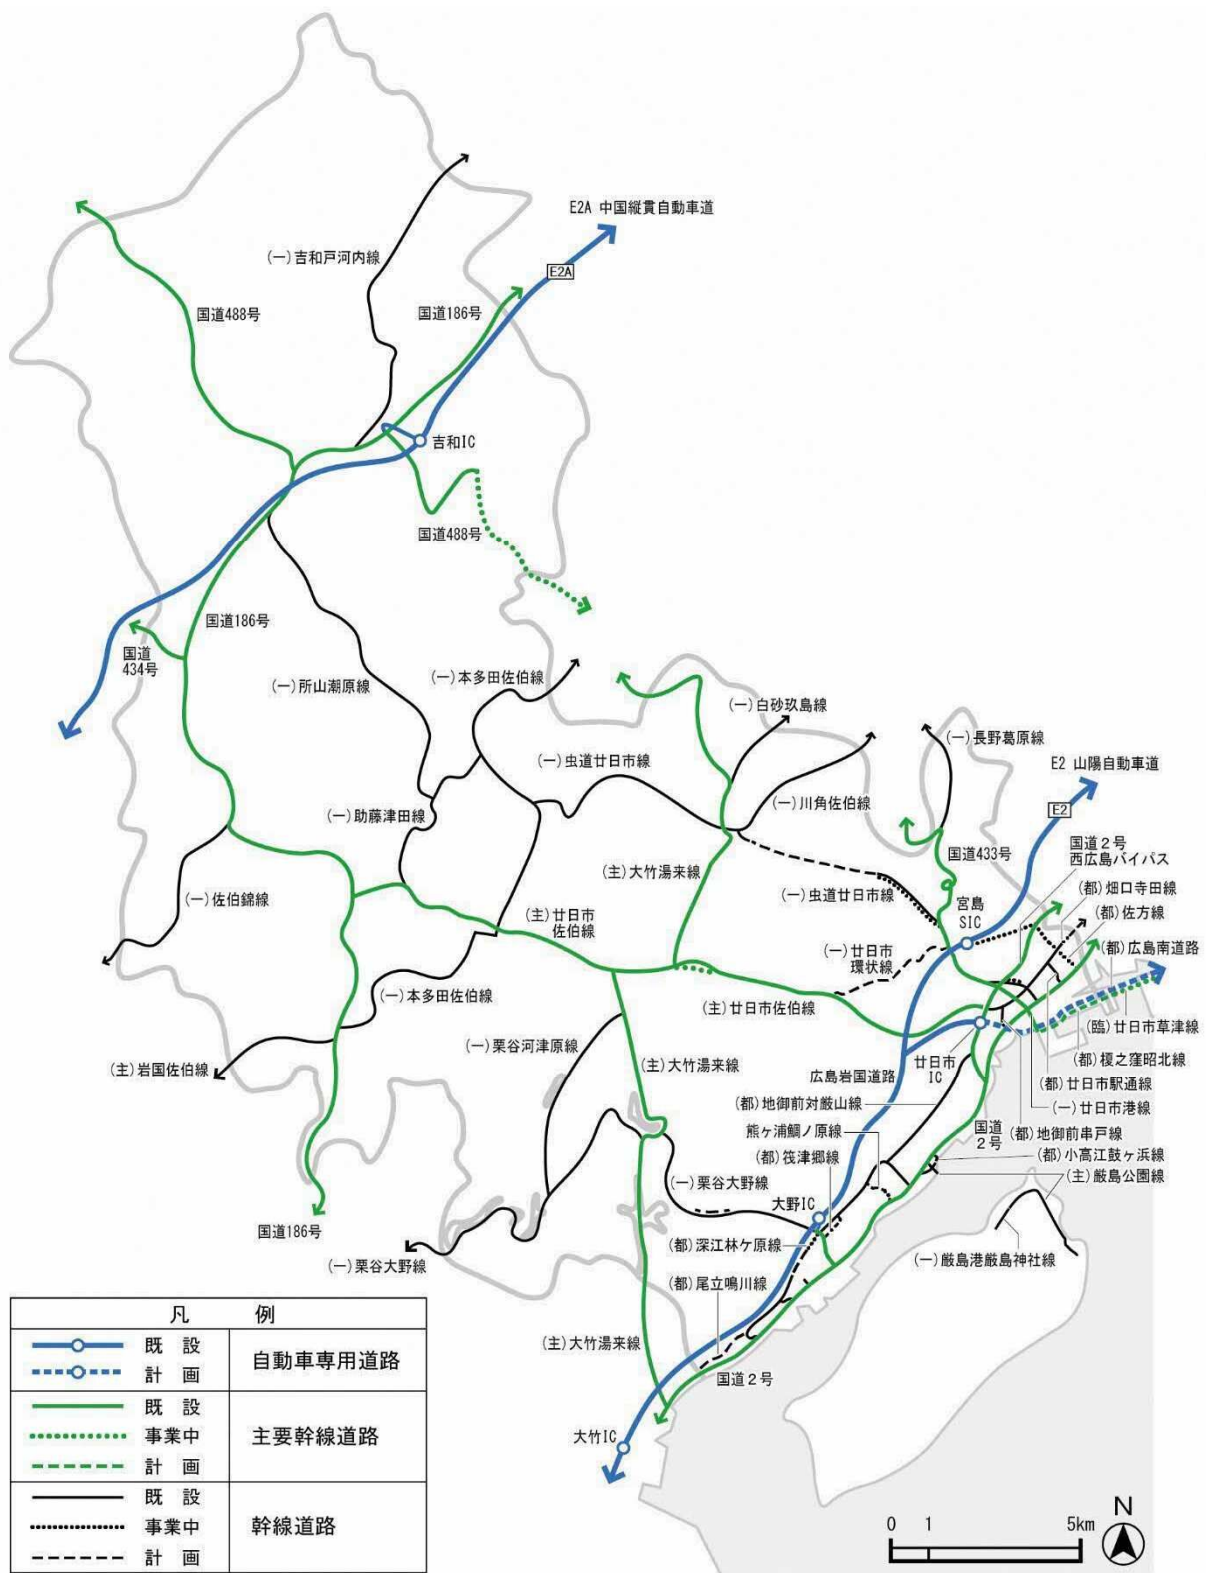 E2A 中国縦貫自動車道
(一)吉和戸河内線
E2A
国道488号
国道186号
吉和IC
国道488号
国道186号
国道
434号
(一)所山潮原線
(一)本多田佐伯線
(一)白砂玖島線
(一)長野葛原線
(一)虫道廿日市線
E2 山陽自動車道
(一)川角佐伯線
E2
(一)助藤津田線
国道2号
西広島バイパス
国道433号
(主)大竹湯来線
(都)畑口寺田線
(一)佐伯錦線
(一)虫道廿日市線
宮島
SIC
(都)佐方線
(主)廿日市
佐伯線
(都)広島南道路
(一)廿日市
環状線
(一)本多田佐伯線
(主)廿日市佐伯線
(臨)廿日市草津線
(一)栗谷河津原線
(都)榎之窪昭北線
(主)岩国佐伯線
(主)大竹湯来線
広島岩国道路
廿日市
IC
(都)廿日市駅通線
(都)地御前対厳山線
(一)廿日市港線
熊ヶ浦鯛ノ原線
国道
2号
(都)地御前串戸線
(都)筏津郷線
(都)小高江鼓ヶ浜線
(一)栗谷大野線
(主)厳島公園線
大野IC
国道186号
(都)深江林ケ原線
(一)栗谷大野線
(一)厳島港厳島神社線
(都)尾立鳴川線
(主)大竹湯来線
国道2号
大竹IC
凡 例
既 設
計 画
自動車専用道路
既 設
事業中
計 画
主要幹線道路
既 設
事業中
計 画
幹線道路
N
0 1 5km